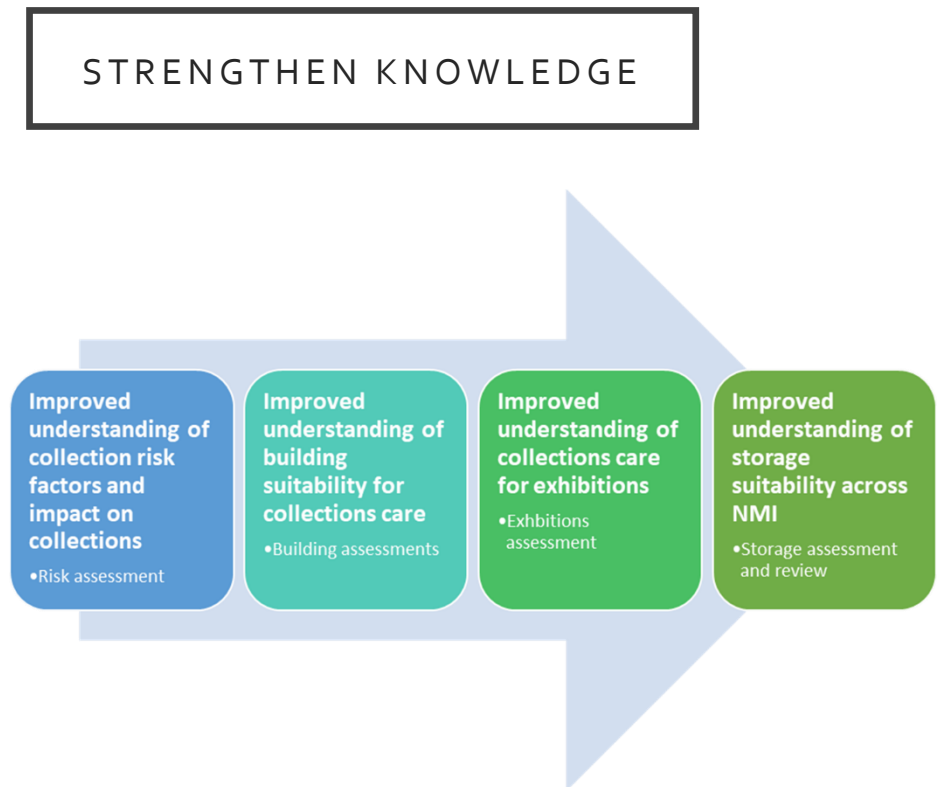 STRENGTHEN KNOWLEDGE
Improved
understanding of
collection risk
factors and
impact on
collections
•Risk assessment
Improved
understanding of
building
suitability for
collections care
•Building assessments
Improved
understanding of
collections care
for exhibitions
•Exhbitions
assessment
Improved
understanding of
storage
suitability across
NMI
•Storage assessment
and review